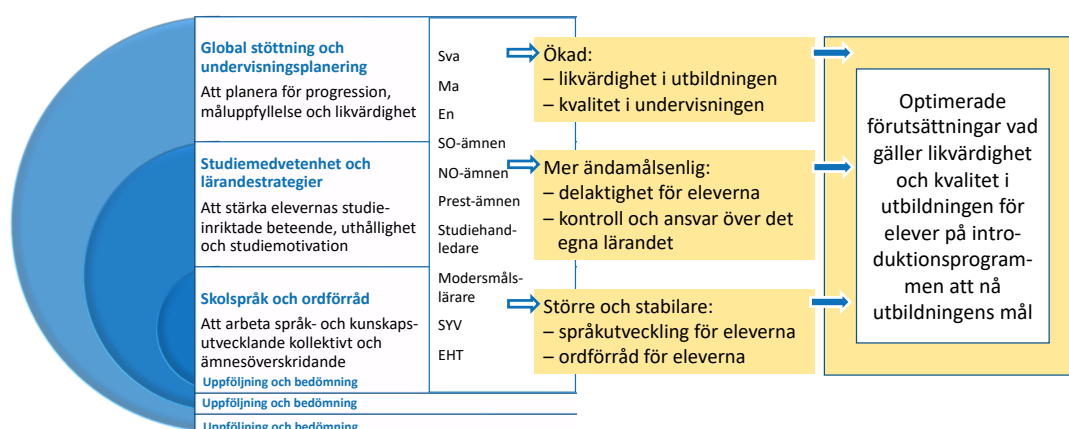 Global stöttning och
undervisningsplanering
Att planera för progression,
måluppfyllelse och likvärdighet
Studiemedvetenhet och
lärandestrategier
Att stärka elevernas studie-
inriktade beteende, uthållighet
och studiemotivation
Skolspråk och ordförråd
Att arbeta språk- och kunskaps-
utvecklande kollektivt och
ämnesöverskridande
Uppföljning och bedömning
Uppföljning och bedömning
Uppföljning och bedömning
Sva
Ma
En
SO-ämnen
NO-ämnen
Prest-ämnen
Studiehand-
ledare
Modersmåls-
lärare
SYV
EHT
Ökad:
– likvärdighet i utbildningen
– kvalitet i undervisningen
Mer ändamålsenlig:
– delaktighet för eleverna
– kontroll och ansvar över det
egna lärandet
Större och stabilare:
– språkutveckling för eleverna
– ordförråd för eleverna
Optimerade
förutsättningar vad
gäller likvärdighet
och kvalitet i
utbildningen för
elever på intro-
duktionsprogram-
men att nå
utbildningens mål